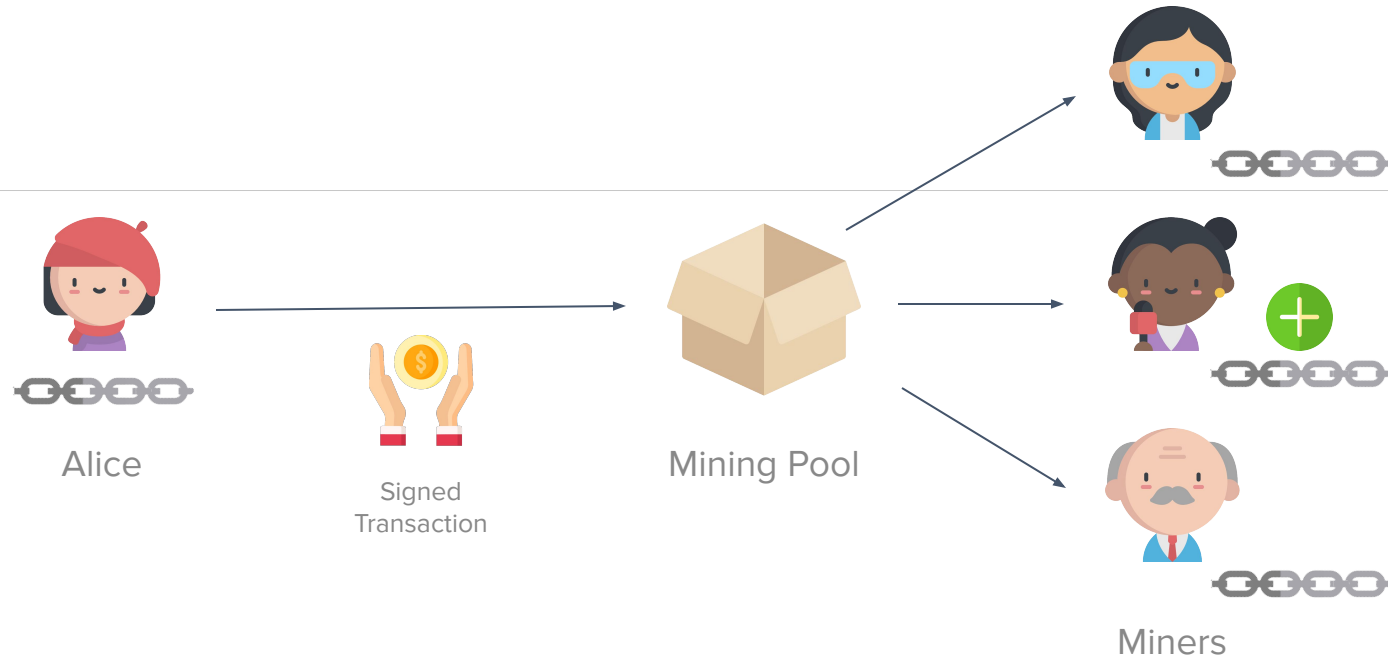 Alice
Signed
Transaction
Mining Pool
Miners
$